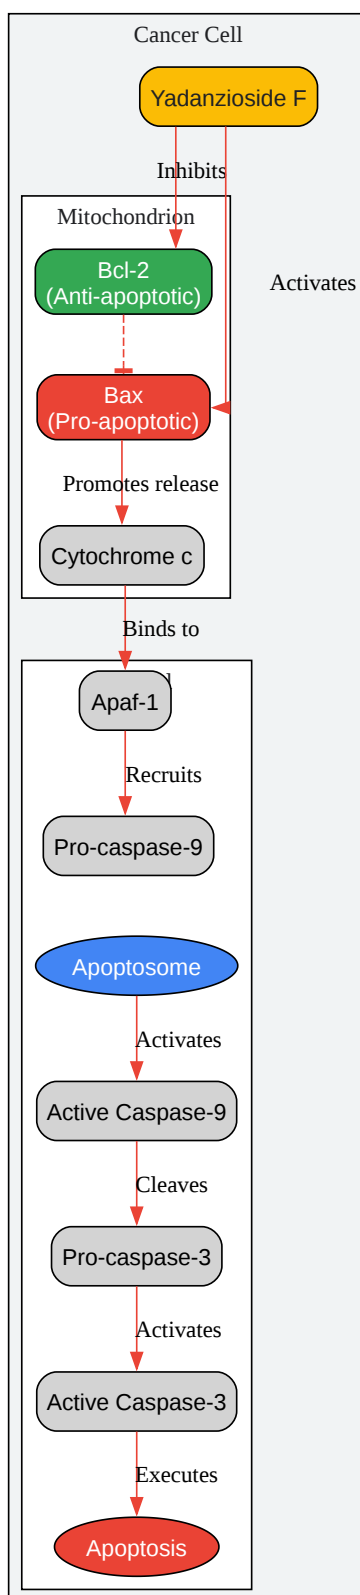 Cancer Cell
Yadanzioside F
Inhibits
Mitochondrion
Bcl-2
(Anti-apoptotic)
Activates
Bax
(Pro-apoptotic)
Promotes release
Cytochrome c
Binds to
Apaf-1
Recruits
Pro-caspase-9
Apoptosome
Activates
Active Caspase-9
Cleaves
Pro-caspase-3
Activates
Active Caspase-3
Executes
Apoptosis